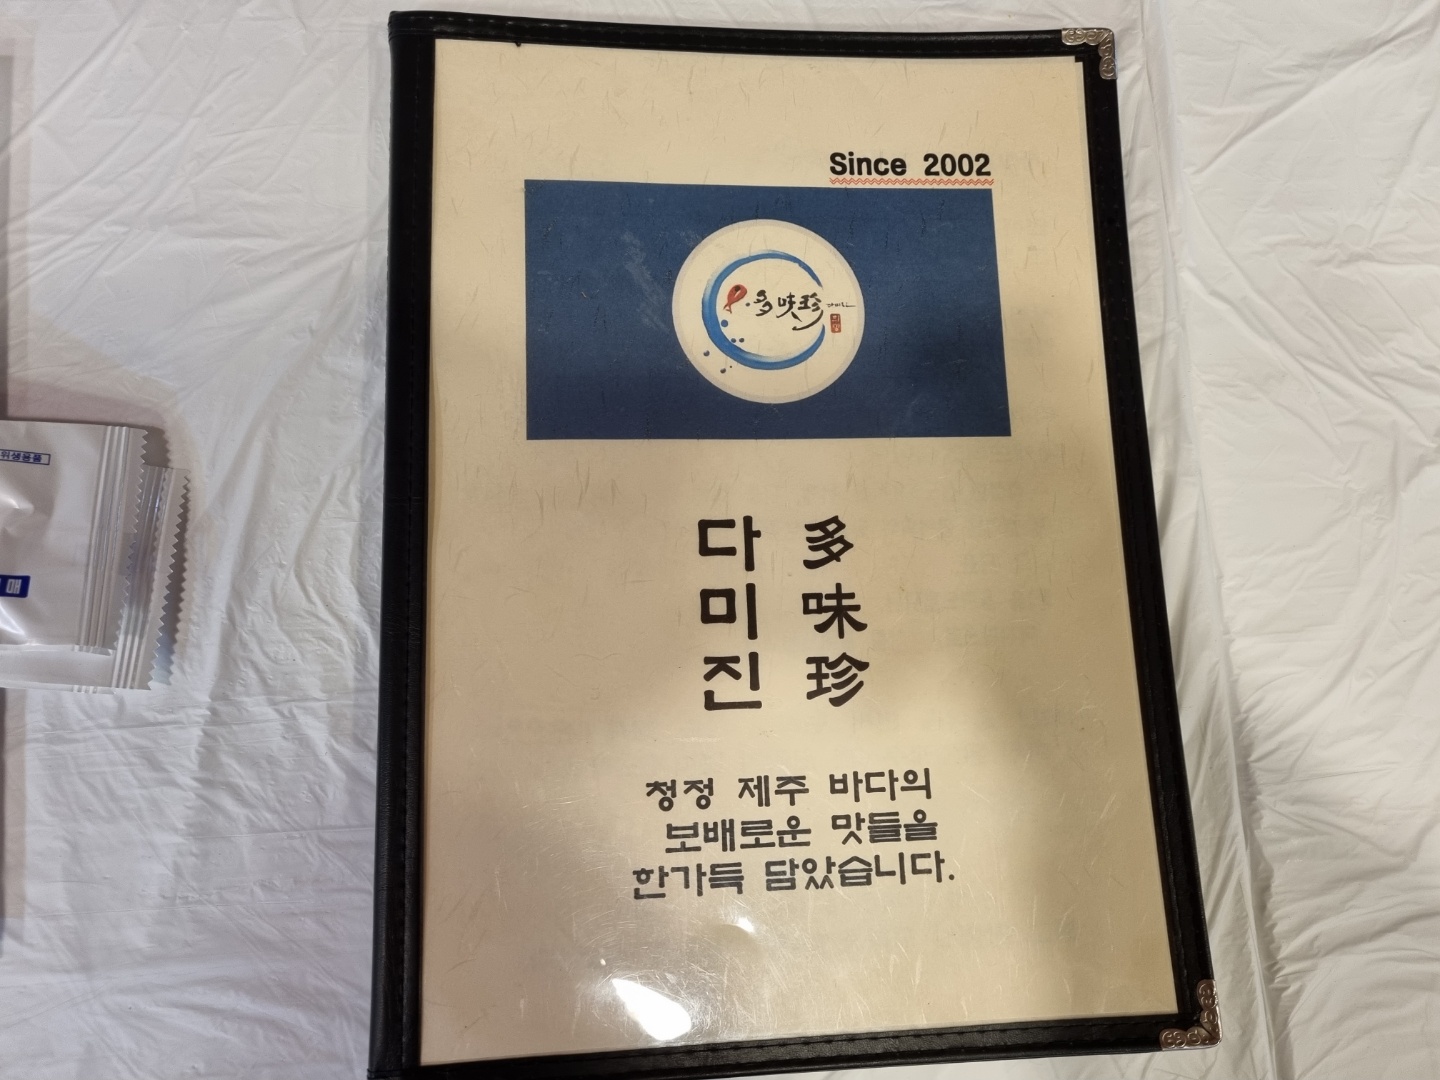 Since 2002
多味珍
다 多
미 味
진 珍
청정 제주 바다의
보배로운 맛들을
한가득 담았습니다.